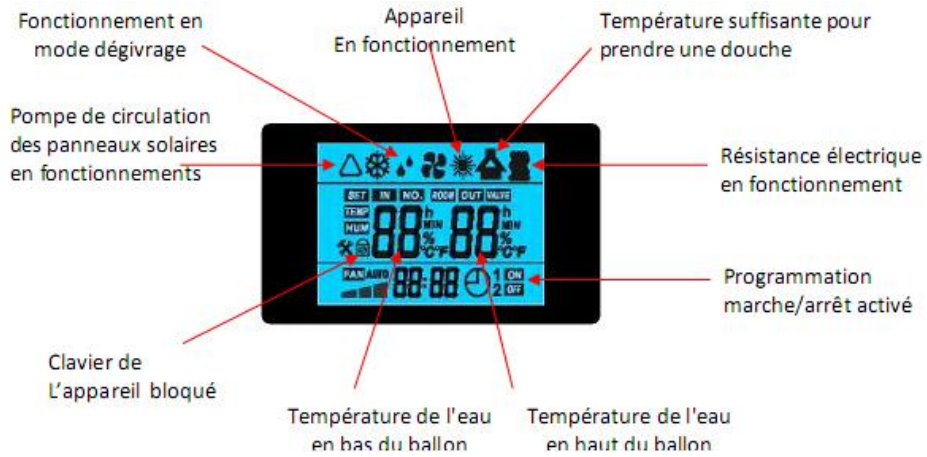 Fonctionnement en
mode dégivrage
Appareil
En fonctionnement
Température suffisante pour
prendre une douche
Pompe de circulation
des panneaux solaires
en fonctionnements
Résistance électrique
en fonctionnement
SET IN NO. ROOM OUT VALVE
TEMP 88 h 88 h
HUM MIN MIN
% %
°C°F °C°F
FAN AUTO 88:88 1 ON
2 OFF
Programmation
marche/arrêt activé
Clavier de
L'appareil bloqué
Température de l'eau
en bas du ballon
Température de l'eau
en haut du ballon